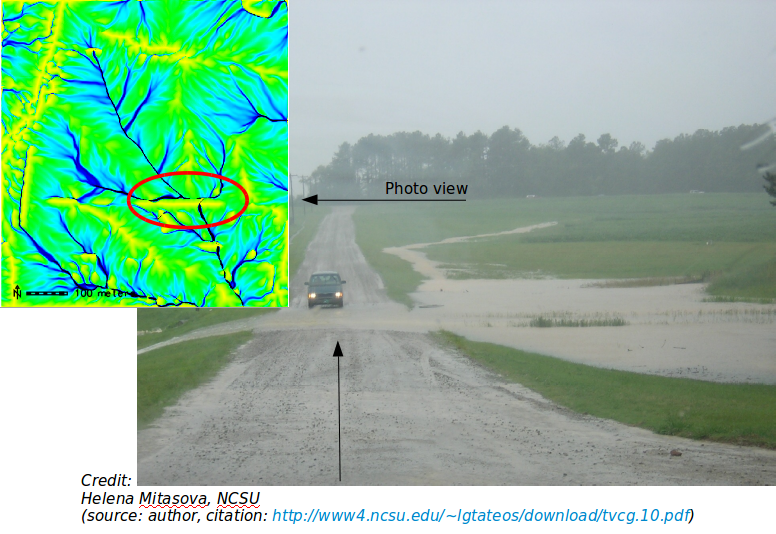 Photo view
N 100 meters
Credit:
Helena Mitasova, NCSU
(source: author, citation: http://www4.ncsu.edu/~lgtateos/download/tvcg.10.pdf)